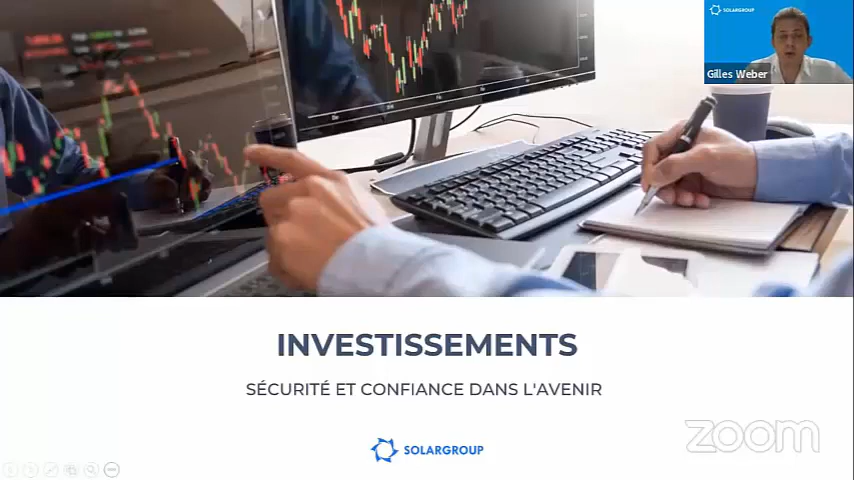 SOLARGROUP
Gilles Weber
INVESTISSEMENTS
SÉCURITÉ ET CONFIANCE DANS L'AVENIR
SOLARGROUP
zoom